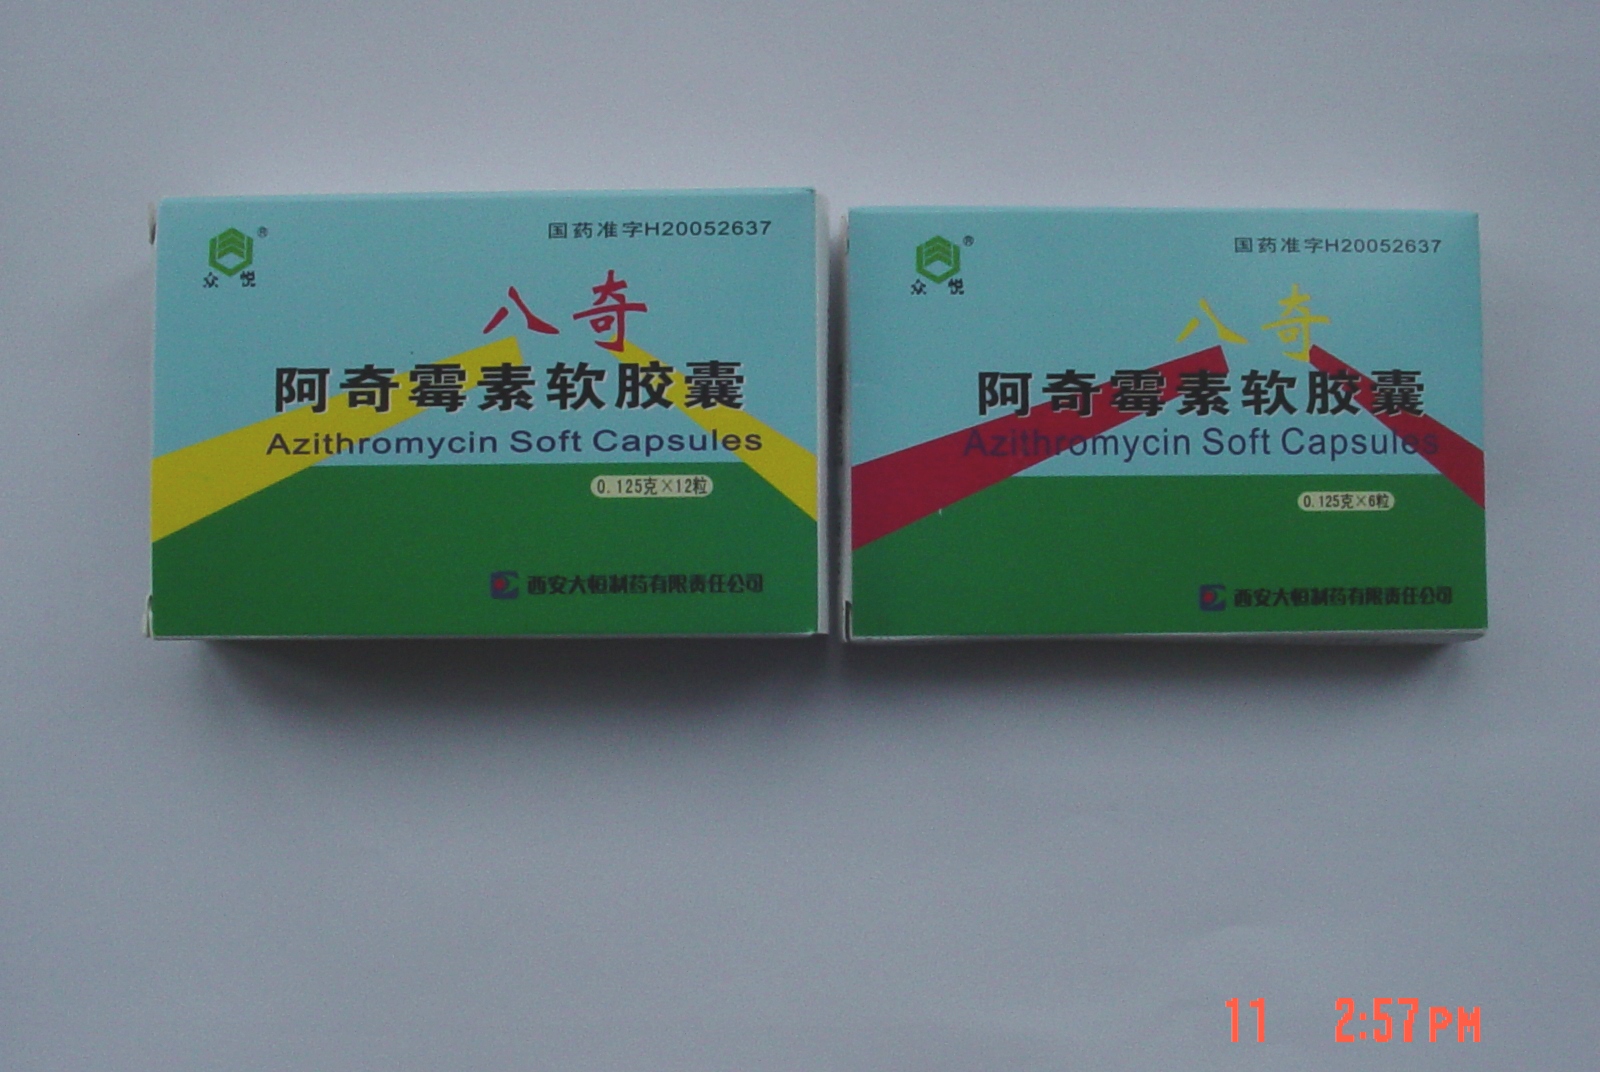 国药准字H20052637
®
众悦
八奇
阿奇霉素软胶囊
Azithromycin Soft Capsules
0.125克×12粒
西安大恒制药有限责任公司
国药准字H20052637
®
众悦
八奇
阿奇霉素软胶囊
Azithromycin Soft Capsules
0.125克×6粒
西安大恒制药有限责任公司
11 2:57PM